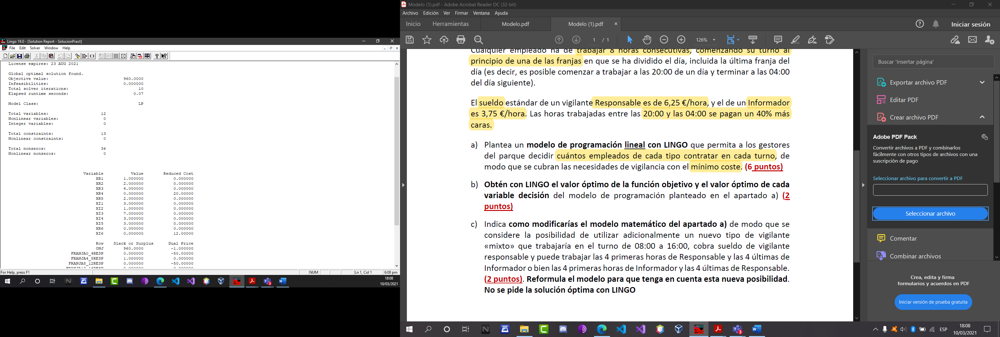 Lingo 19.0 - [Solution Report - SolucionPract]
File Edit Solver Window Help
License expires: 23 AUG 2021
Global optimal solution found.
Objective value: 960.0000
Infeasibilities: 0.000000
Total solver iterations: 10
Elapsed runtime seconds: 0.07
Model Class: LP
Total variables: 12
Nonlinear variables: 0
Integer variables: 0
Total constraints: 13
Nonlinear constraints: 0
Total nonzeros: 36
Nonlinear nonzeros: 0
Variable Value Reduced Cost
XR1 1.000000 0.000000
XR2 2.000000 0.000000
XR3 4.000000 0.000000
XR4 0.000000 20.00000
XR5 2.000000 0.000000
XI1 3.000000 0.000000
XI2 1.000000 0.000000
XI3 7.000000 0.000000
XI4 3.000000 0.000000
XI5 3.000000 0.000000
XR6 0.000000 0.000000
XI6 0.000000 12.00000
Row Slack or Surplus Dual Price
ONJ 960.0000 -1.000000
FRANJA0_4RESP 0.000000 -50.00000
FRANJA4_8RESP 1.000000 0.000000
FRANJA8_12RESP 0.000000 -50.00000
FRANJA12_16RESP 0.000000 0.000000
For Help, press F1
NUM
Ln 1, Col 1
6:08 pm
18:08
10/03/2021
Modelo (1).pdf - Adobe Acrobat Reader DC (32-bit)
Archivo Edición Ver Firmar Ventana Ayuda
Inicio Herramientas Modelo.pdf Modelo (1).pdf
Iniciar sesión
1 / 1
126%
Cualquier empleado ha de trabajar 8 horas consecutivas, comenzando su turno al
principio de una de las franjas en que se ha dividido el día, incluida la última franja del
día (es decir, es posible comenzar a trabajar a las 20:00 de un día y terminar a las 04:00
del día siguiente).
El sueldo estándar de un vigilante Responsable es de 6,25 €/hora, y el de un Informador
es 3,75 €/hora. Las horas trabajadas entre las 20:00 y las 04:00 se pagan un 40% más
caras.
a) Plantea un modelo de programación lineal con LINGO que permita a los gestores
del parque decidir cuántos empleados de cada tipo contratar en cada turno, de
modo que se cubran las necesidades de vigilancia con el mínimo coste. (6 puntos)
b) Obtén con LINGO el valor óptimo de la función objetivo y el valor óptimo de cada
variable decisión del modelo de programación planteado en el apartado a) (2
puntos)
c) Indica como modificarías el modelo matemático del apartado a) de modo que se
considere la posibilidad de utilizar adicionalmente un nuevo tipo de vigilante
«mixto» que trabajaría en el turno de 08:00 a 16:00, cobra sueldo de vigilante
responsable y puede trabajar las 4 primeras horas de Responsable y las 4 últimas de
Informador o bien las 4 primeras horas de Informador y las 4 últimas de Responsable.
(2 puntos). Reformula el modelo para que tenga en cuenta esta nueva posibilidad.
No se pide la solución óptima con LINGO
Buscar 'Insertar página'
Exportar archivo PDF
Editar PDF
Crear archivo PDF
Adobe PDF Pack
Convertir archivos a PDF y combinarlos
fácilmente con otros tipos de archivos con una
suscripción de pago
Seleccionar archivo para convertir a PDF
Seleccionar archivo
Comentar
Combinar archivos
Crea, edita y firma
formularios y acuerdos en PDF
Iniciar versión de prueba gratuita
ESP
18:08
10/03/2021